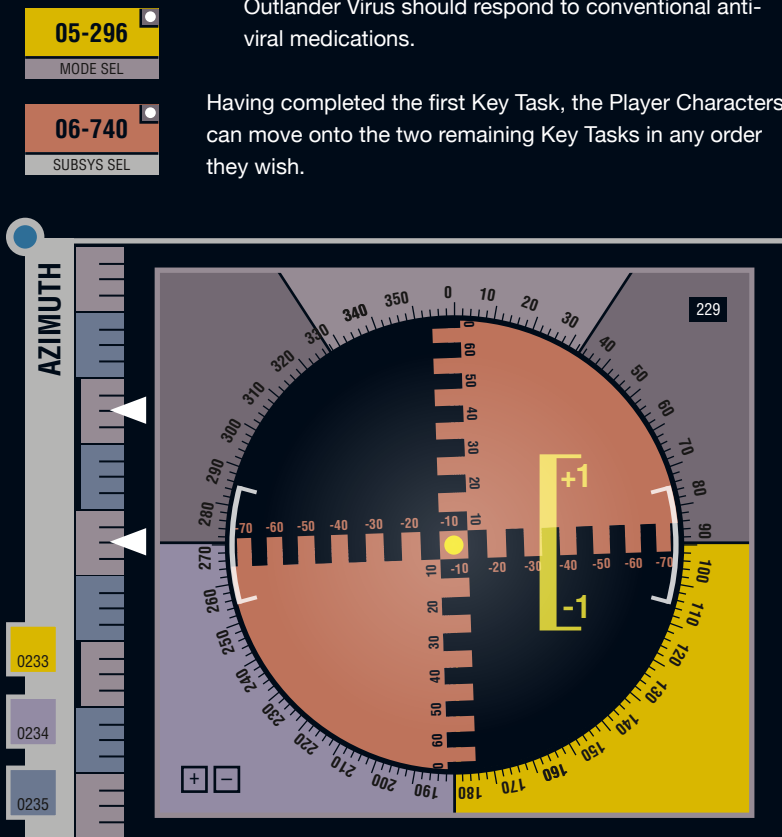 Outlander Virus should respond to conventional anti-
viral medications.
05-296
MODE SEL
Having completed the first Key Task, the Player Characters
can move onto the two remaining Key Tasks in any order
they wish.
06-740
SUBSYS SEL
AZIMUTH
229
0 10 20 30 40 50 60 70 80 90 100 110 120 130 140 150 160 170 180 190 200 210 220 230 240 250 260 270 280 290 300 310 320 330 340 350
60
50
40
30
20
10
-70 -60 -50 -40 -30 -20 -10
-10 -20 -30 -40 -50 -60 -70
10
20
30
40
50
60
+1
-1
0233
0234
0235
+ −